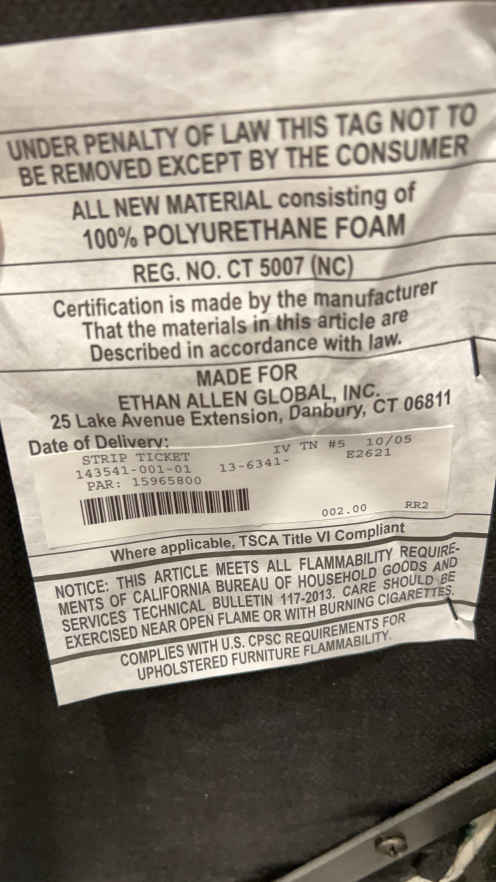 UNDER PENALTY OF LAW THIS TAG NOT TO
BE REMOVED EXCEPT BY THE CONSUMER
ALL NEW MATERIAL consisting of
100% POLYURETHANE FOAM
REG. NO. CT 5007 (NC)
Certification is made by the manufacturer
That the materials in this article are
Described in accordance with law.
MADE FOR
ETHAN ALLEN GLOBAL, INC.
25 Lake Avenue Extension, Danbury, CT 06811
Date of Delivery:
STRIP TICKET IV TN #5 10/05
143541-001-01 13-6341- E2621
PAR: 15965800
002.00 RR2
Where applicable, TSCA Title VI Compliant
NOTICE: THIS ARTICLE MEETS ALL FLAMMABILITY REQUIRE-
MENTS OF CALIFORNIA BUREAU OF HOUSEHOLD GOODS AND
SERVICES TECHNICAL BULLETIN 117-2013. CARE SHOULD BE
EXERCISED NEAR OPEN FLAME OR WITH BURNING CIGARETTES.
COMPLIES WITH U.S. CPSC REQUIREMENTS FOR
UPHOLSTERED FURNITURE FLAMMABILITY.